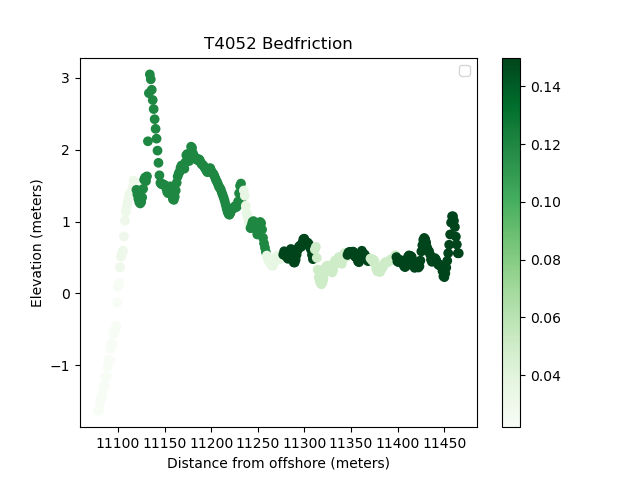 T4052 Bedfriction
3
2
1
0
−1
Elevation (meters)
11100 11150 11200 11250 11300 11350 11400 11450
Distance from offshore (meters)
0.14
0.12
0.10
0.08
0.06
0.04